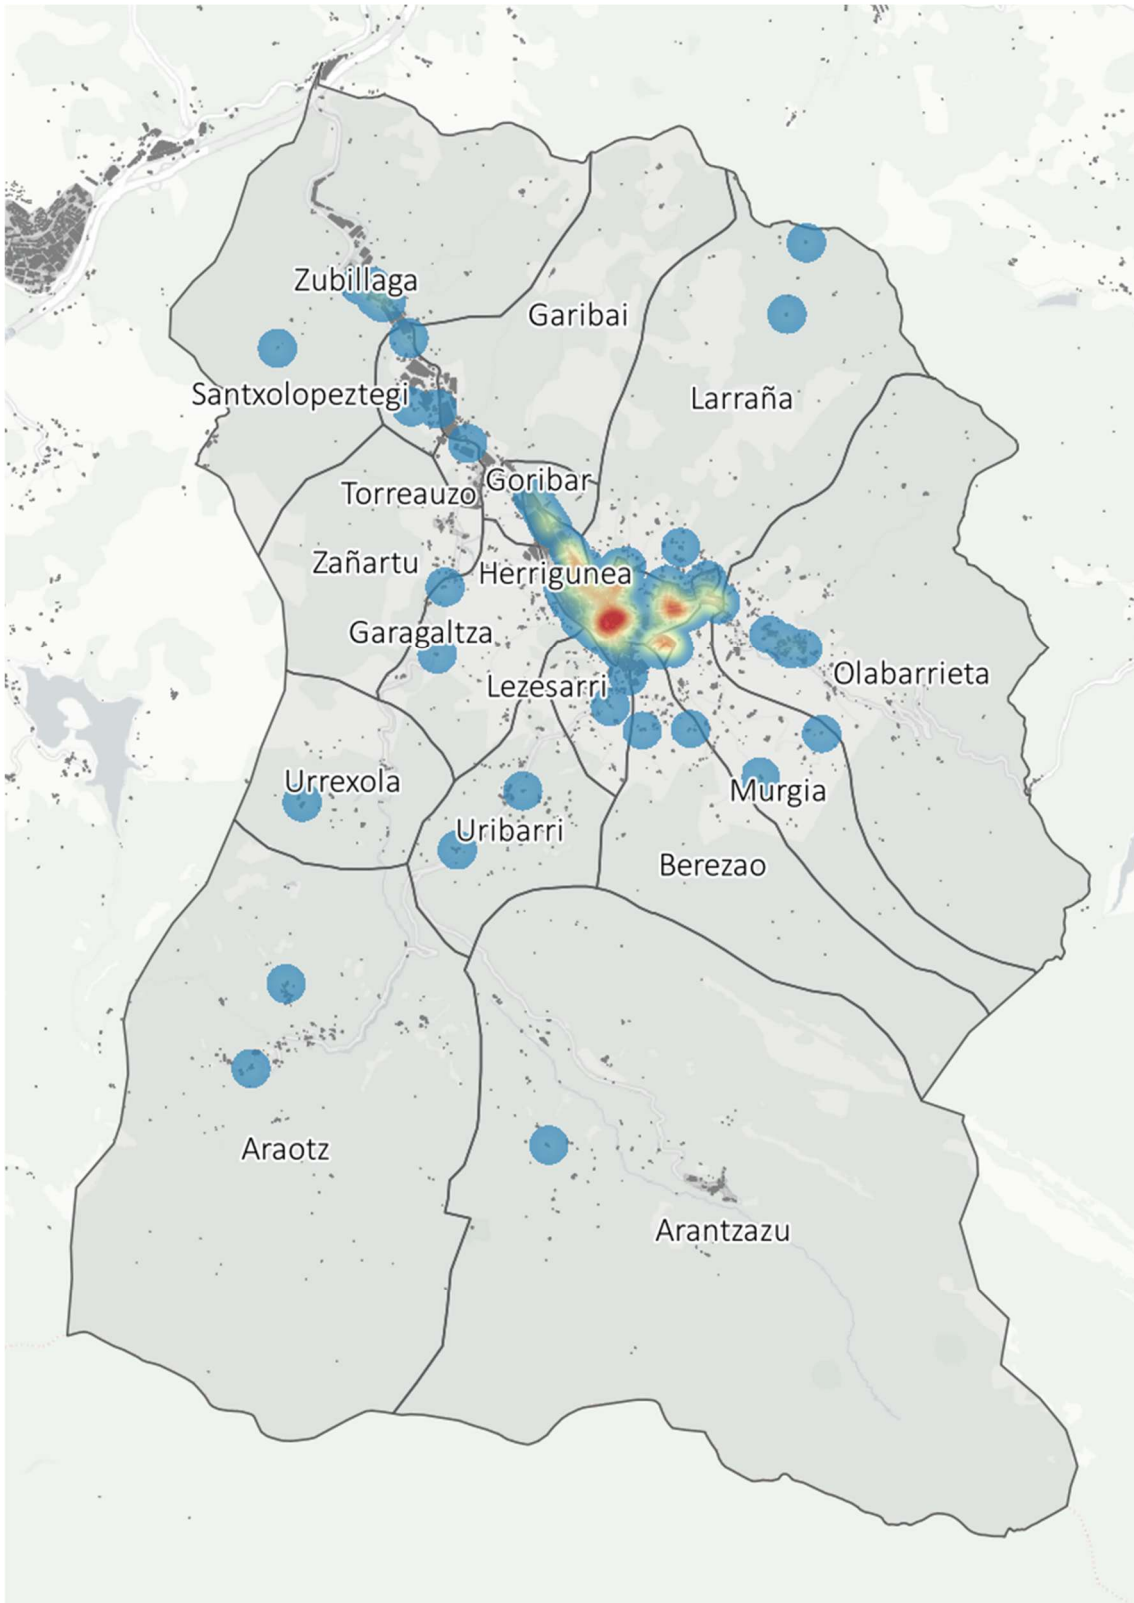 Zubillaga
Garibai
Santxolopeztegi
Larraña
Goribar
Torreauzo
Zañartu
Herrigunea
Garagaltza
Olabarrieta
Lezesarri
Urrexola
Murgia
Uribarri
Berezao
Araotz
Arantzazu